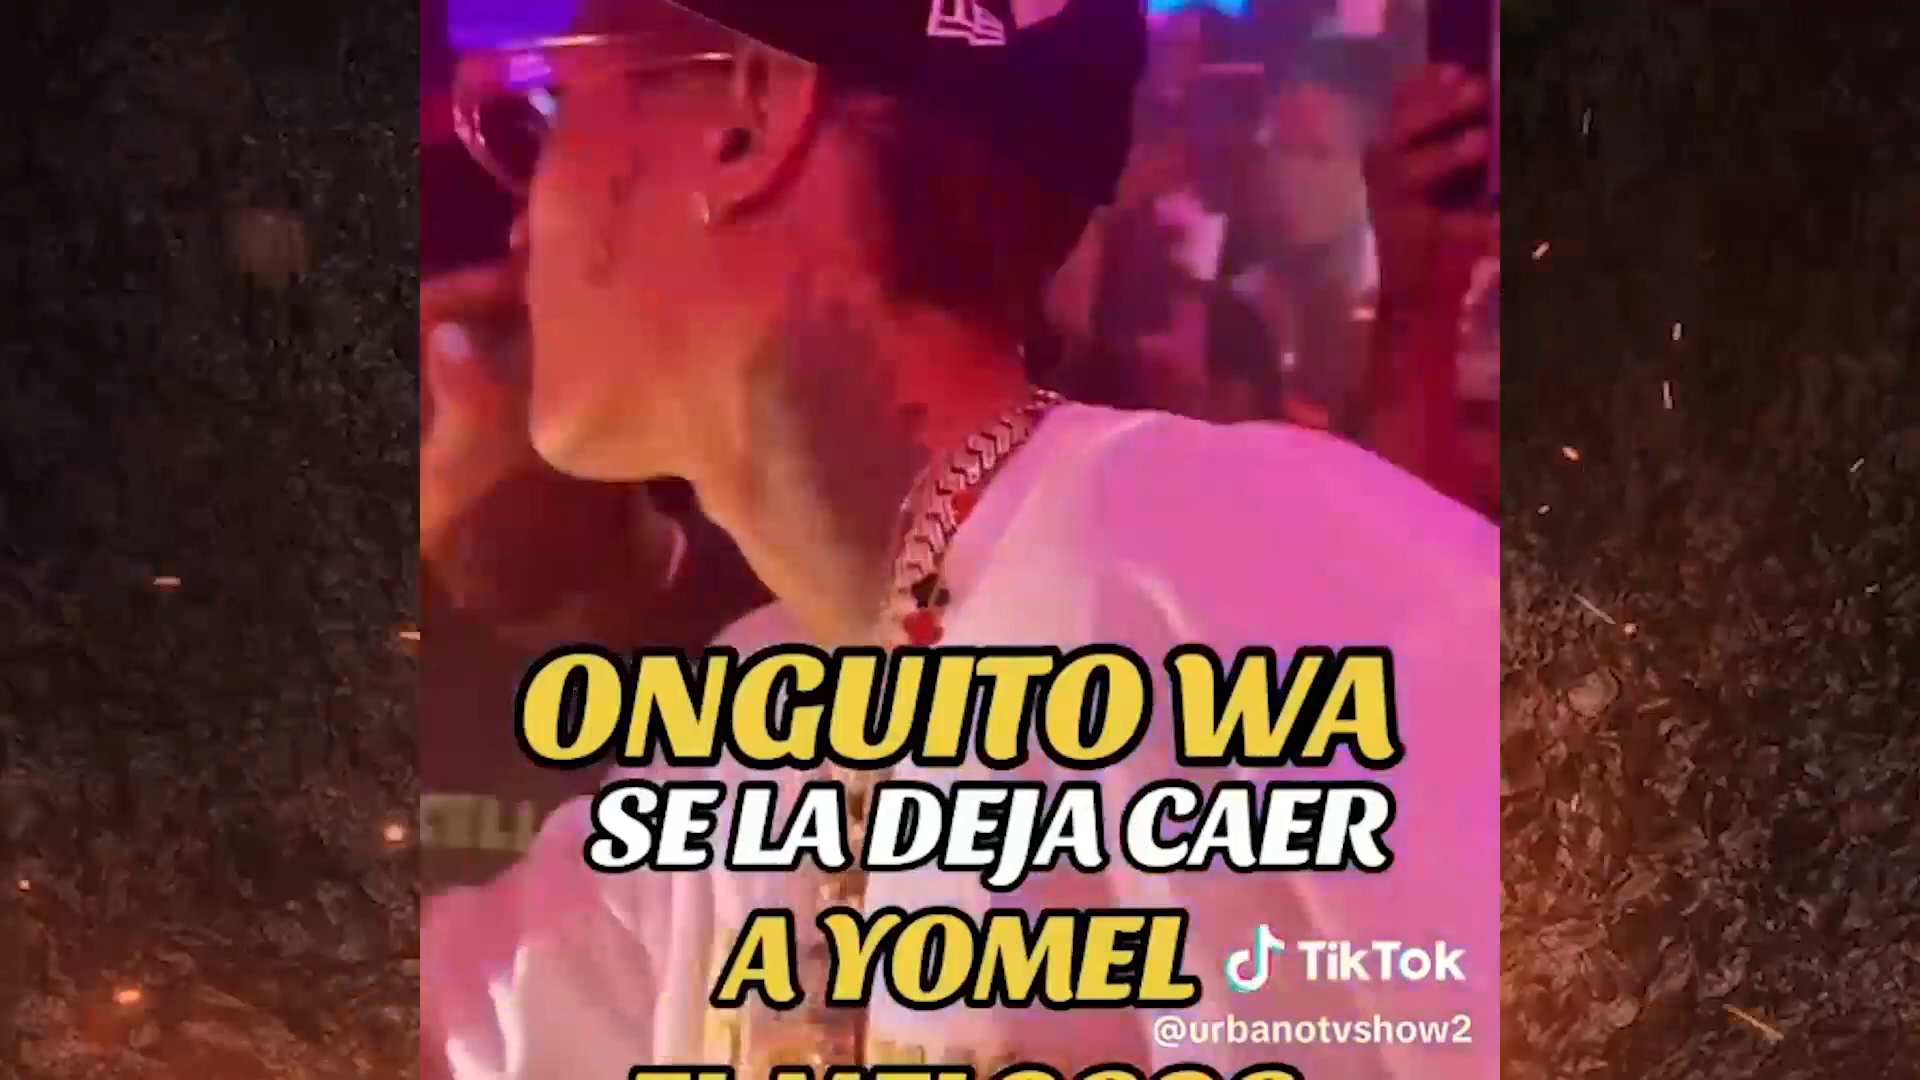 ONGUITO WA
SE LA DEJA CAER
A YOMEL
TikTok
@urbanotvshow2